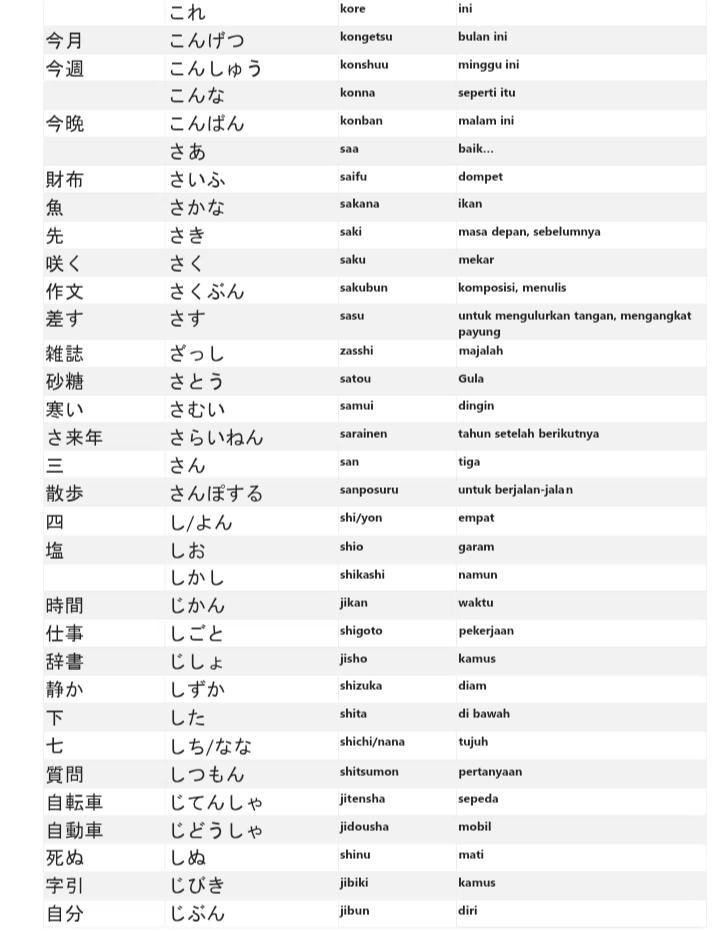 これ kore ini
今月 こんげつ kongetsu bulan ini
今週 こんしゅう konshuu minggu ini
こんな konna seperti itu
今晩 こんばん konban malam ini
さあ saa baik…
財布 さいふ saifu dompet
魚 さかな sakana ikan
先 さき saki masa depan, sebelumnya
咲く さく saku mekar
作文 さくぶん sakubun komposisi, menulis
差す さす sasu untuk mengulurkan tangan, mengangkat
payung
雑誌 ざっし zasshi majalah
砂糖 さとう satou Gula
寒い さむい samui dingin
さ来年 さらいねん sarainen tahun setelah berikutnya
三 さん san tiga
散歩 さんぽする sanposuru untuk berjalan-jalan
四 し/よん shi/yon empat
塩 しお shio garam
しかし shikashi namun
時間 じかん jikan waktu
仕事 しごと shigoto pekerjaan
辞書 じしょ jisho kamus
静か しずか shizuka diam
下 した shita di bawah
七 しち/なな shichi/nana tujuh
質問 しつもん shitsumon pertanyaan
自転車 じてんしゃ jitensha sepeda
自動車 じどうしゃ jidousha mobil
死ぬ しぬ shinu mati
字引 じびき jibiki kamus
自分 じぶん jibun diri